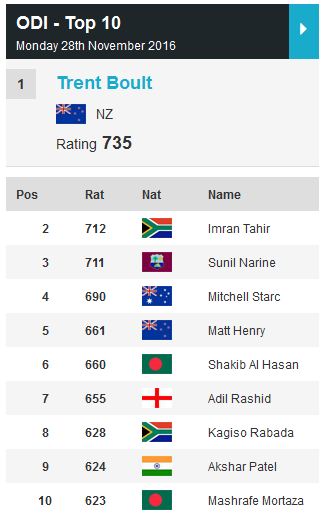 ODI - Top 10
Monday 28th November 2016
1 Trent Boult
NZ
Rating 735
Pos Rat Nat Name
2 712 Imran Tahir
3 711 Sunil Narine
4 690 Mitchell Starc
5 661 Matt Henry
6 660 Shakib Al Hasan
7 655 Adil Rashid
8 628 Kagiso Rabada
9 624 Akshar Patel
10 623 Mashrafe Mortaza